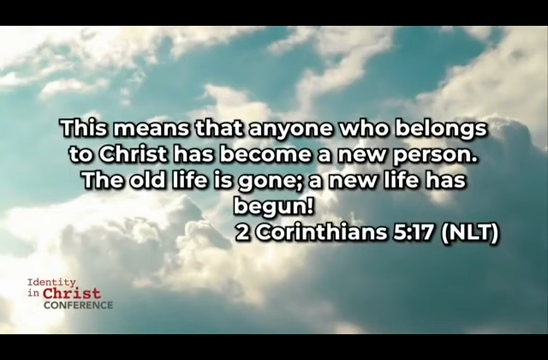 This means that anyone who belongs
to Christ has become a new person.
The old life is gone; a new life has
begun!
2 Corinthians 5:17 (NLT)
Identity
in Christ
CONFERENCE